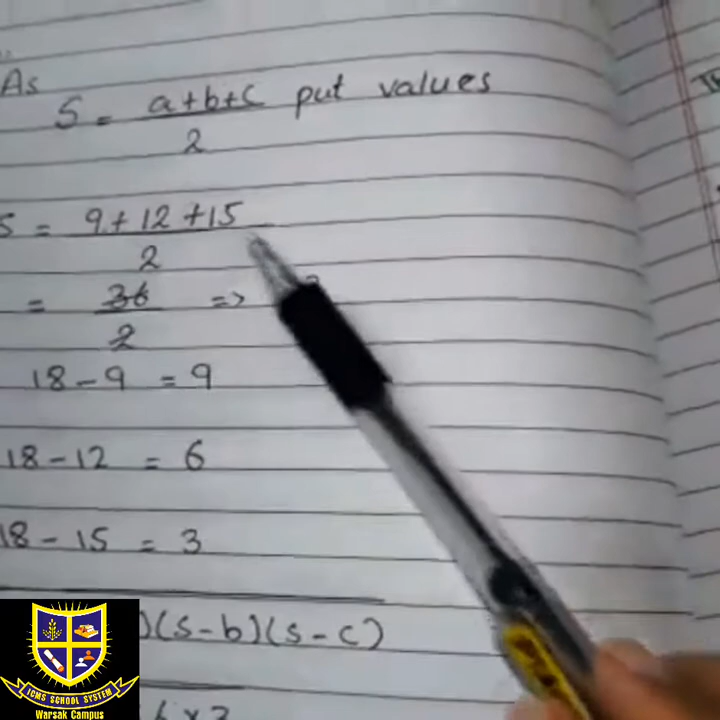 As
S = a+b+c put values
2
S = 9+12+15
2
= 36 =>
2
18-9 = 9
18-12 = 6
18-15 = 3
)(s-b)(s-c)
ICMS SCHOOL SYSTEM
Warsak Campus